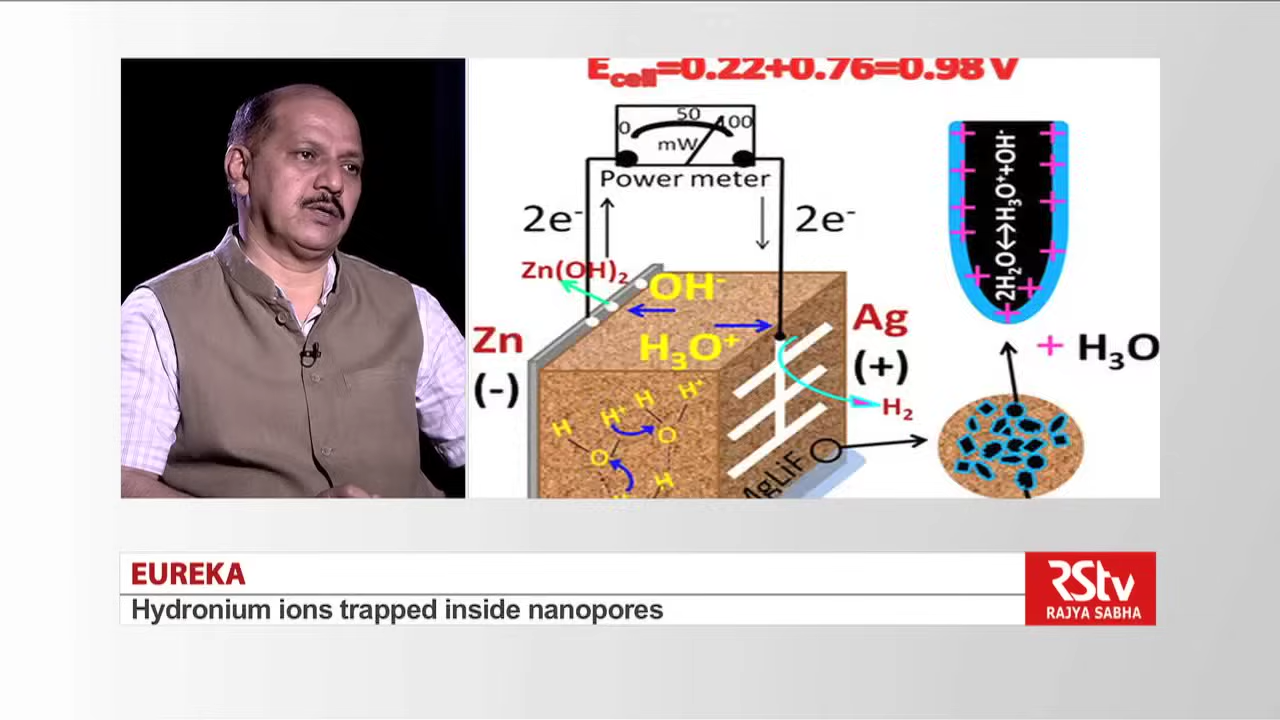 E cell=0.22+0.76=0.98 V
0 50 100
mW
Power meter
2e⁻ 2e⁻
Zn(OH)₂
OH⁻
H₃O⁺
Zn
(-)
Ag
(+)
H₂
H H⁺ H H⁺
O O
H H
MgLiF
2H₂O↔H₃O⁺+OH⁻
+ H₃O
EUREKA
Hydronium ions trapped inside nanopores
RSTV
RAJYA SABHA